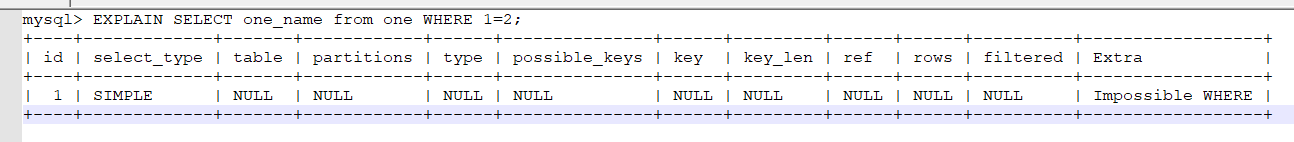 mysql> EXPLAIN SELECT one_name from one WHERE 1=2;
+----+-------------+-------+------------+------+---------------+------+---------+------+------+----------+------------------+
| id | select_type | table | partitions | type | possible_keys | key  | key_len | ref  | rows | filtered | Extra            |
+----+-------------+-------+------------+------+---------------+------+---------+------+------+----------+------------------+
|  1 | SIMPLE      | NULL  | NULL       | NULL | NULL          | NULL | NULL    | NULL | NULL | NULL     | Impossible WHERE |
+----+-------------+-------+------------+------+---------------+------+---------+------+------+----------+------------------+